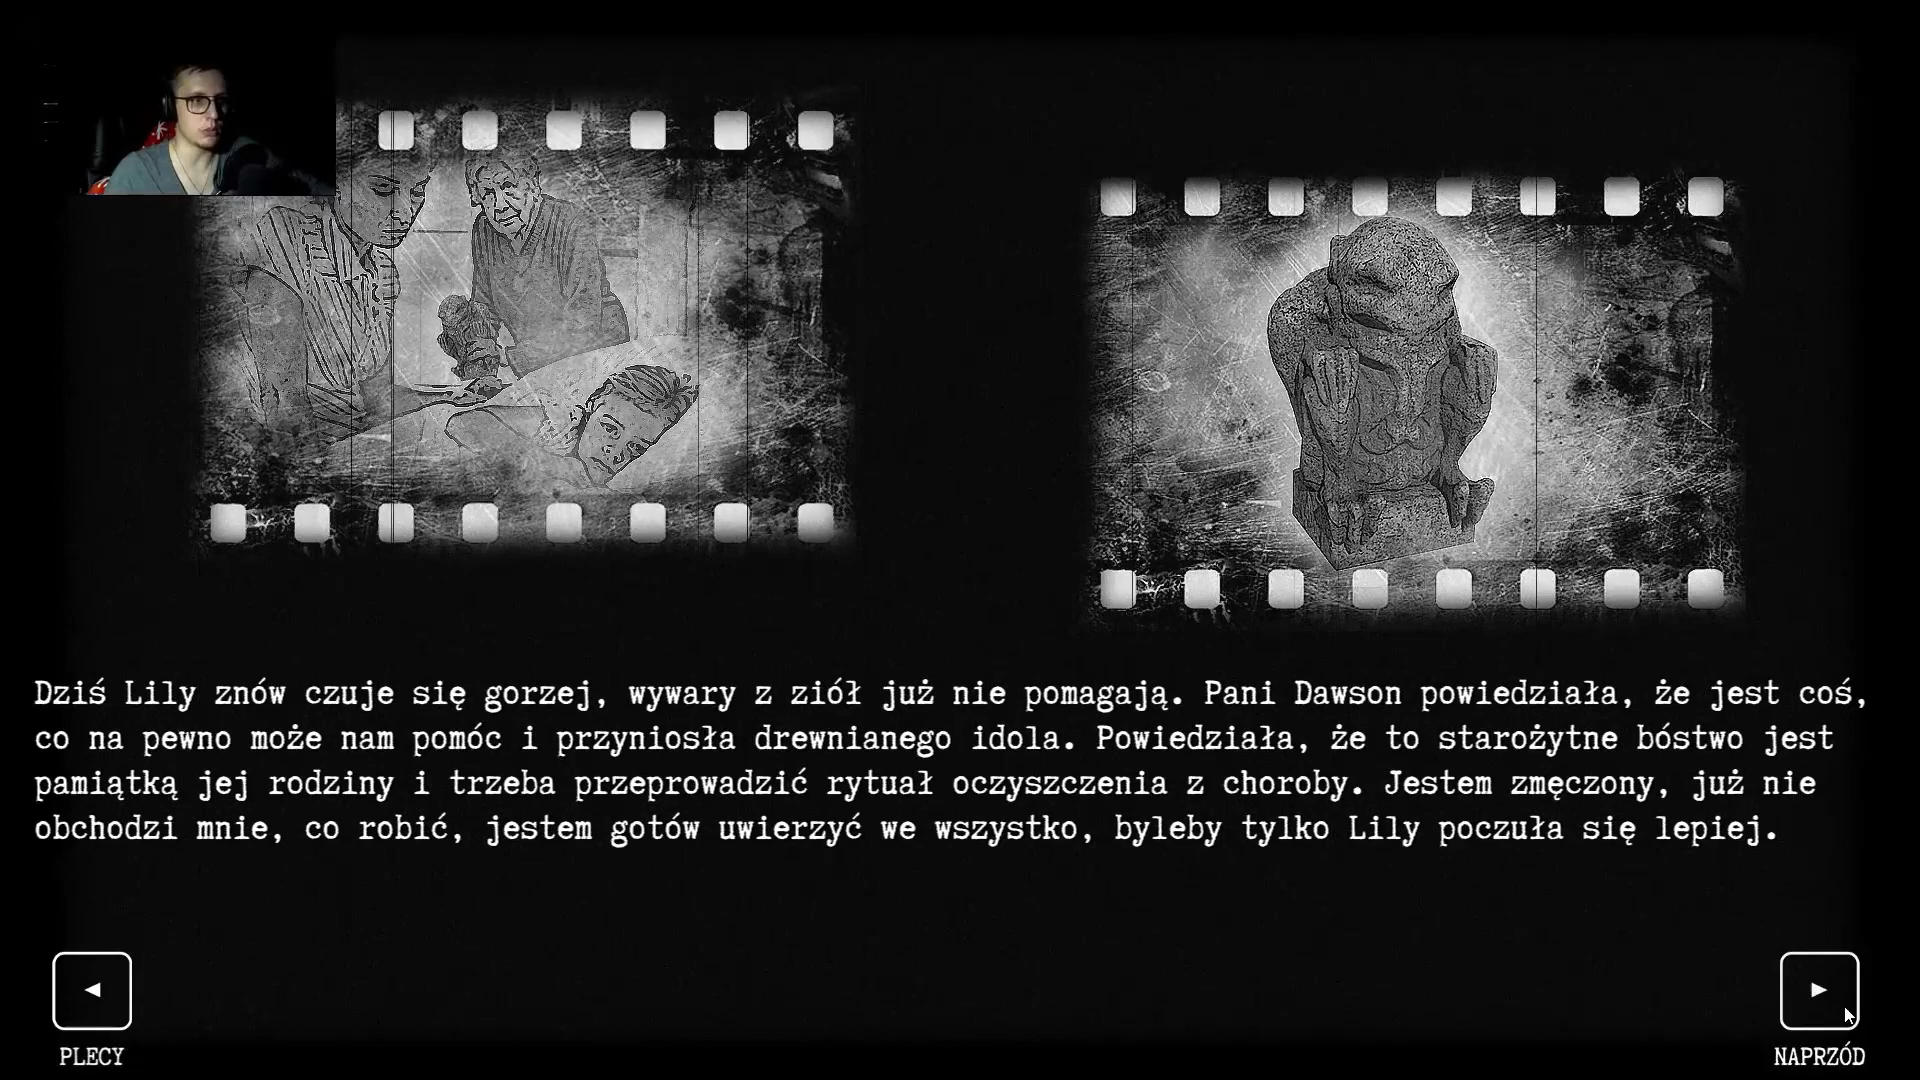 Dziś Lily znów czuje się gorzej, wywary z ziół już nie pomagają. Pani Dawson powiedziała, że jest coś,
co na pewno może nam pomóc i przyniosła drewnianego idola. Powiedziała, że to starożytne bóstwo jest
pamiątką jej rodziny i trzeba przeprowadzić rytuał oczyszczenia z choroby. Jestem zmęczony, już nie
obchodzi mnie, co robić, jestem gotów uwierzyć we wszystko, byleby tylko Lily poczuła się lepiej.
PLECY
NAPRZÓD